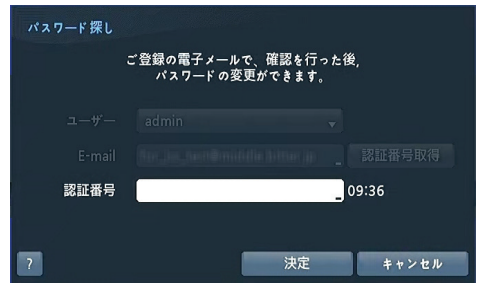 パスワード探し
ご登録の電子メールで、確認を行った後,
パスワードの変更ができます。
ユーザー admin
E-mail 認証番号取得
認証番号 09:36
? 決定 キャンセル